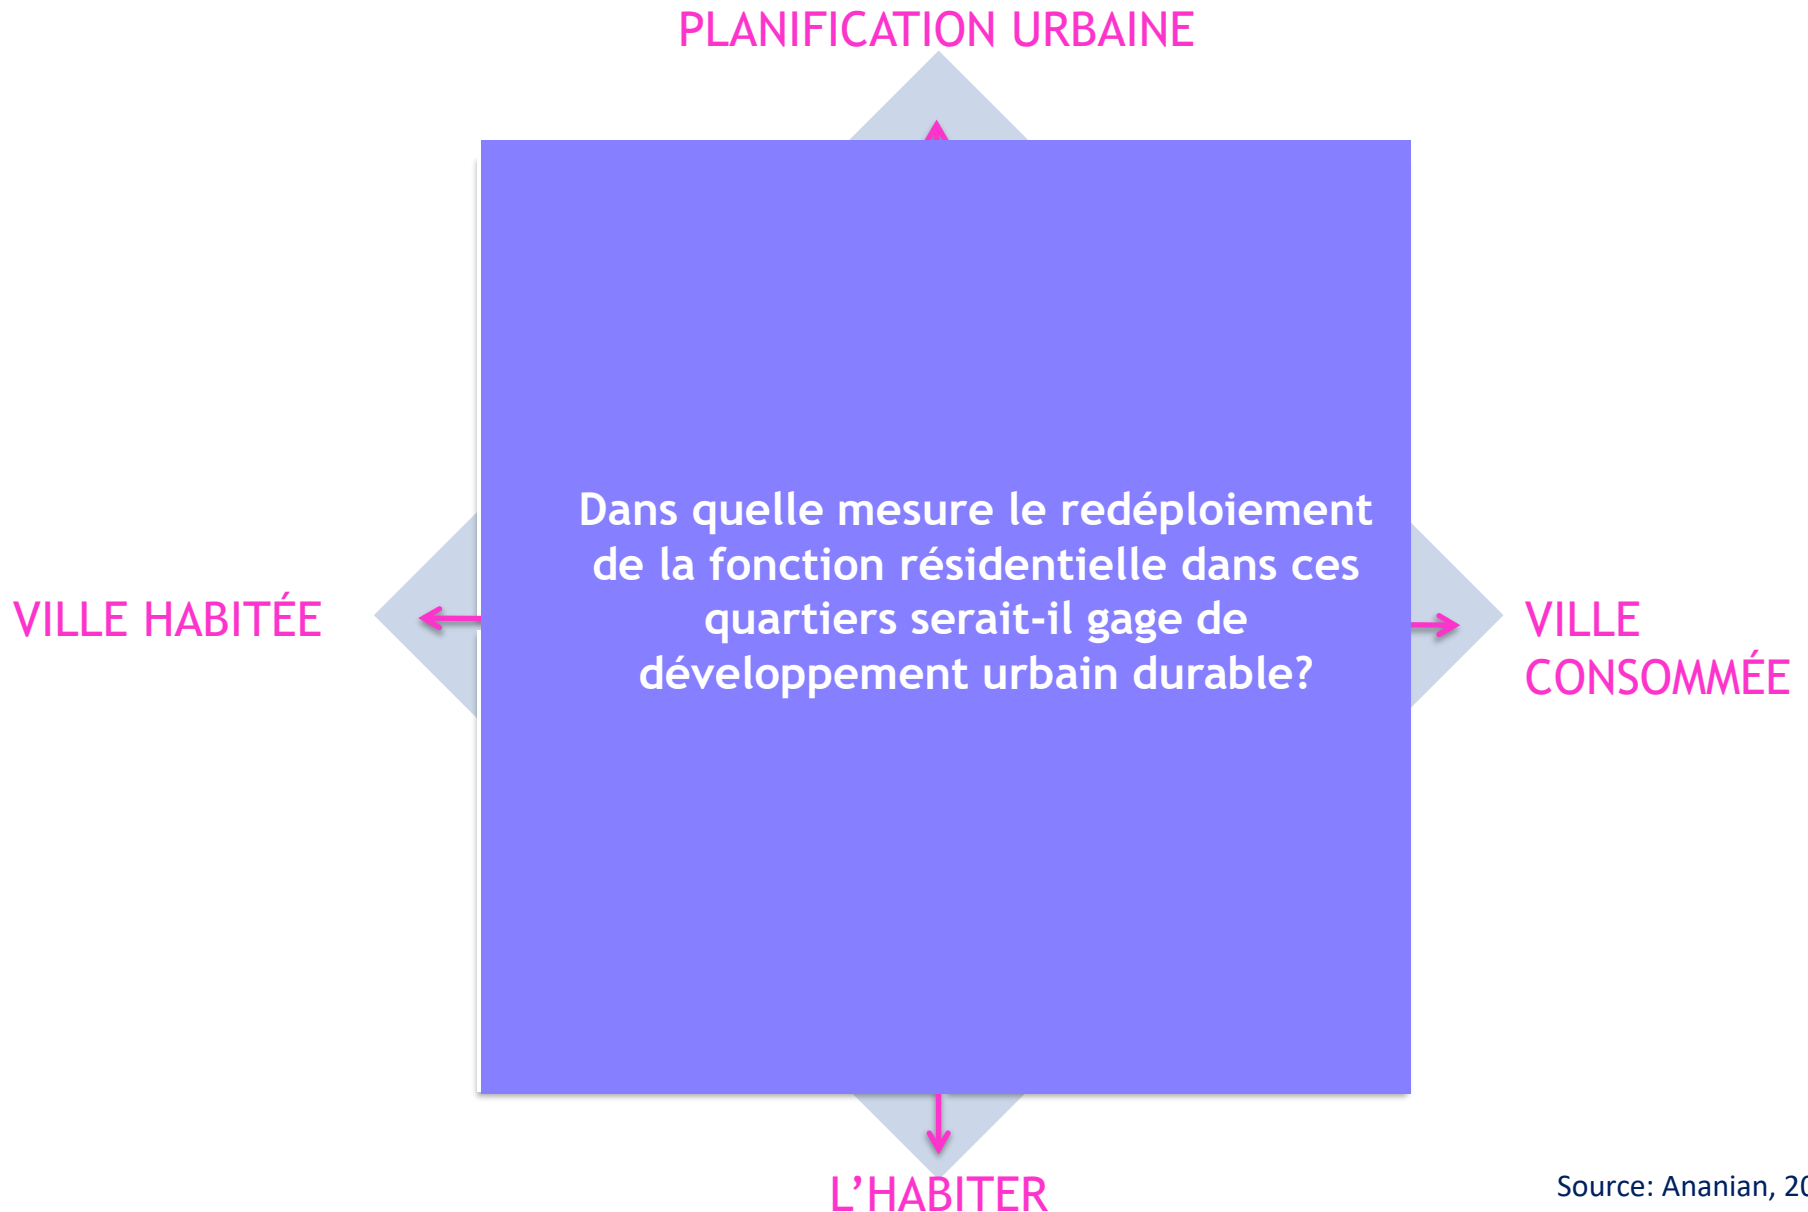 PLANIFICATION URBAINE
Dans quelle mesure le redéploiement
de la fonction résidentielle dans ces
quartiers serait-il gage de
développement urbain durable?
VILLE HABITÉE
VILLE
CONSOMMÉE
L’HABITER
Source: Ananian, 20